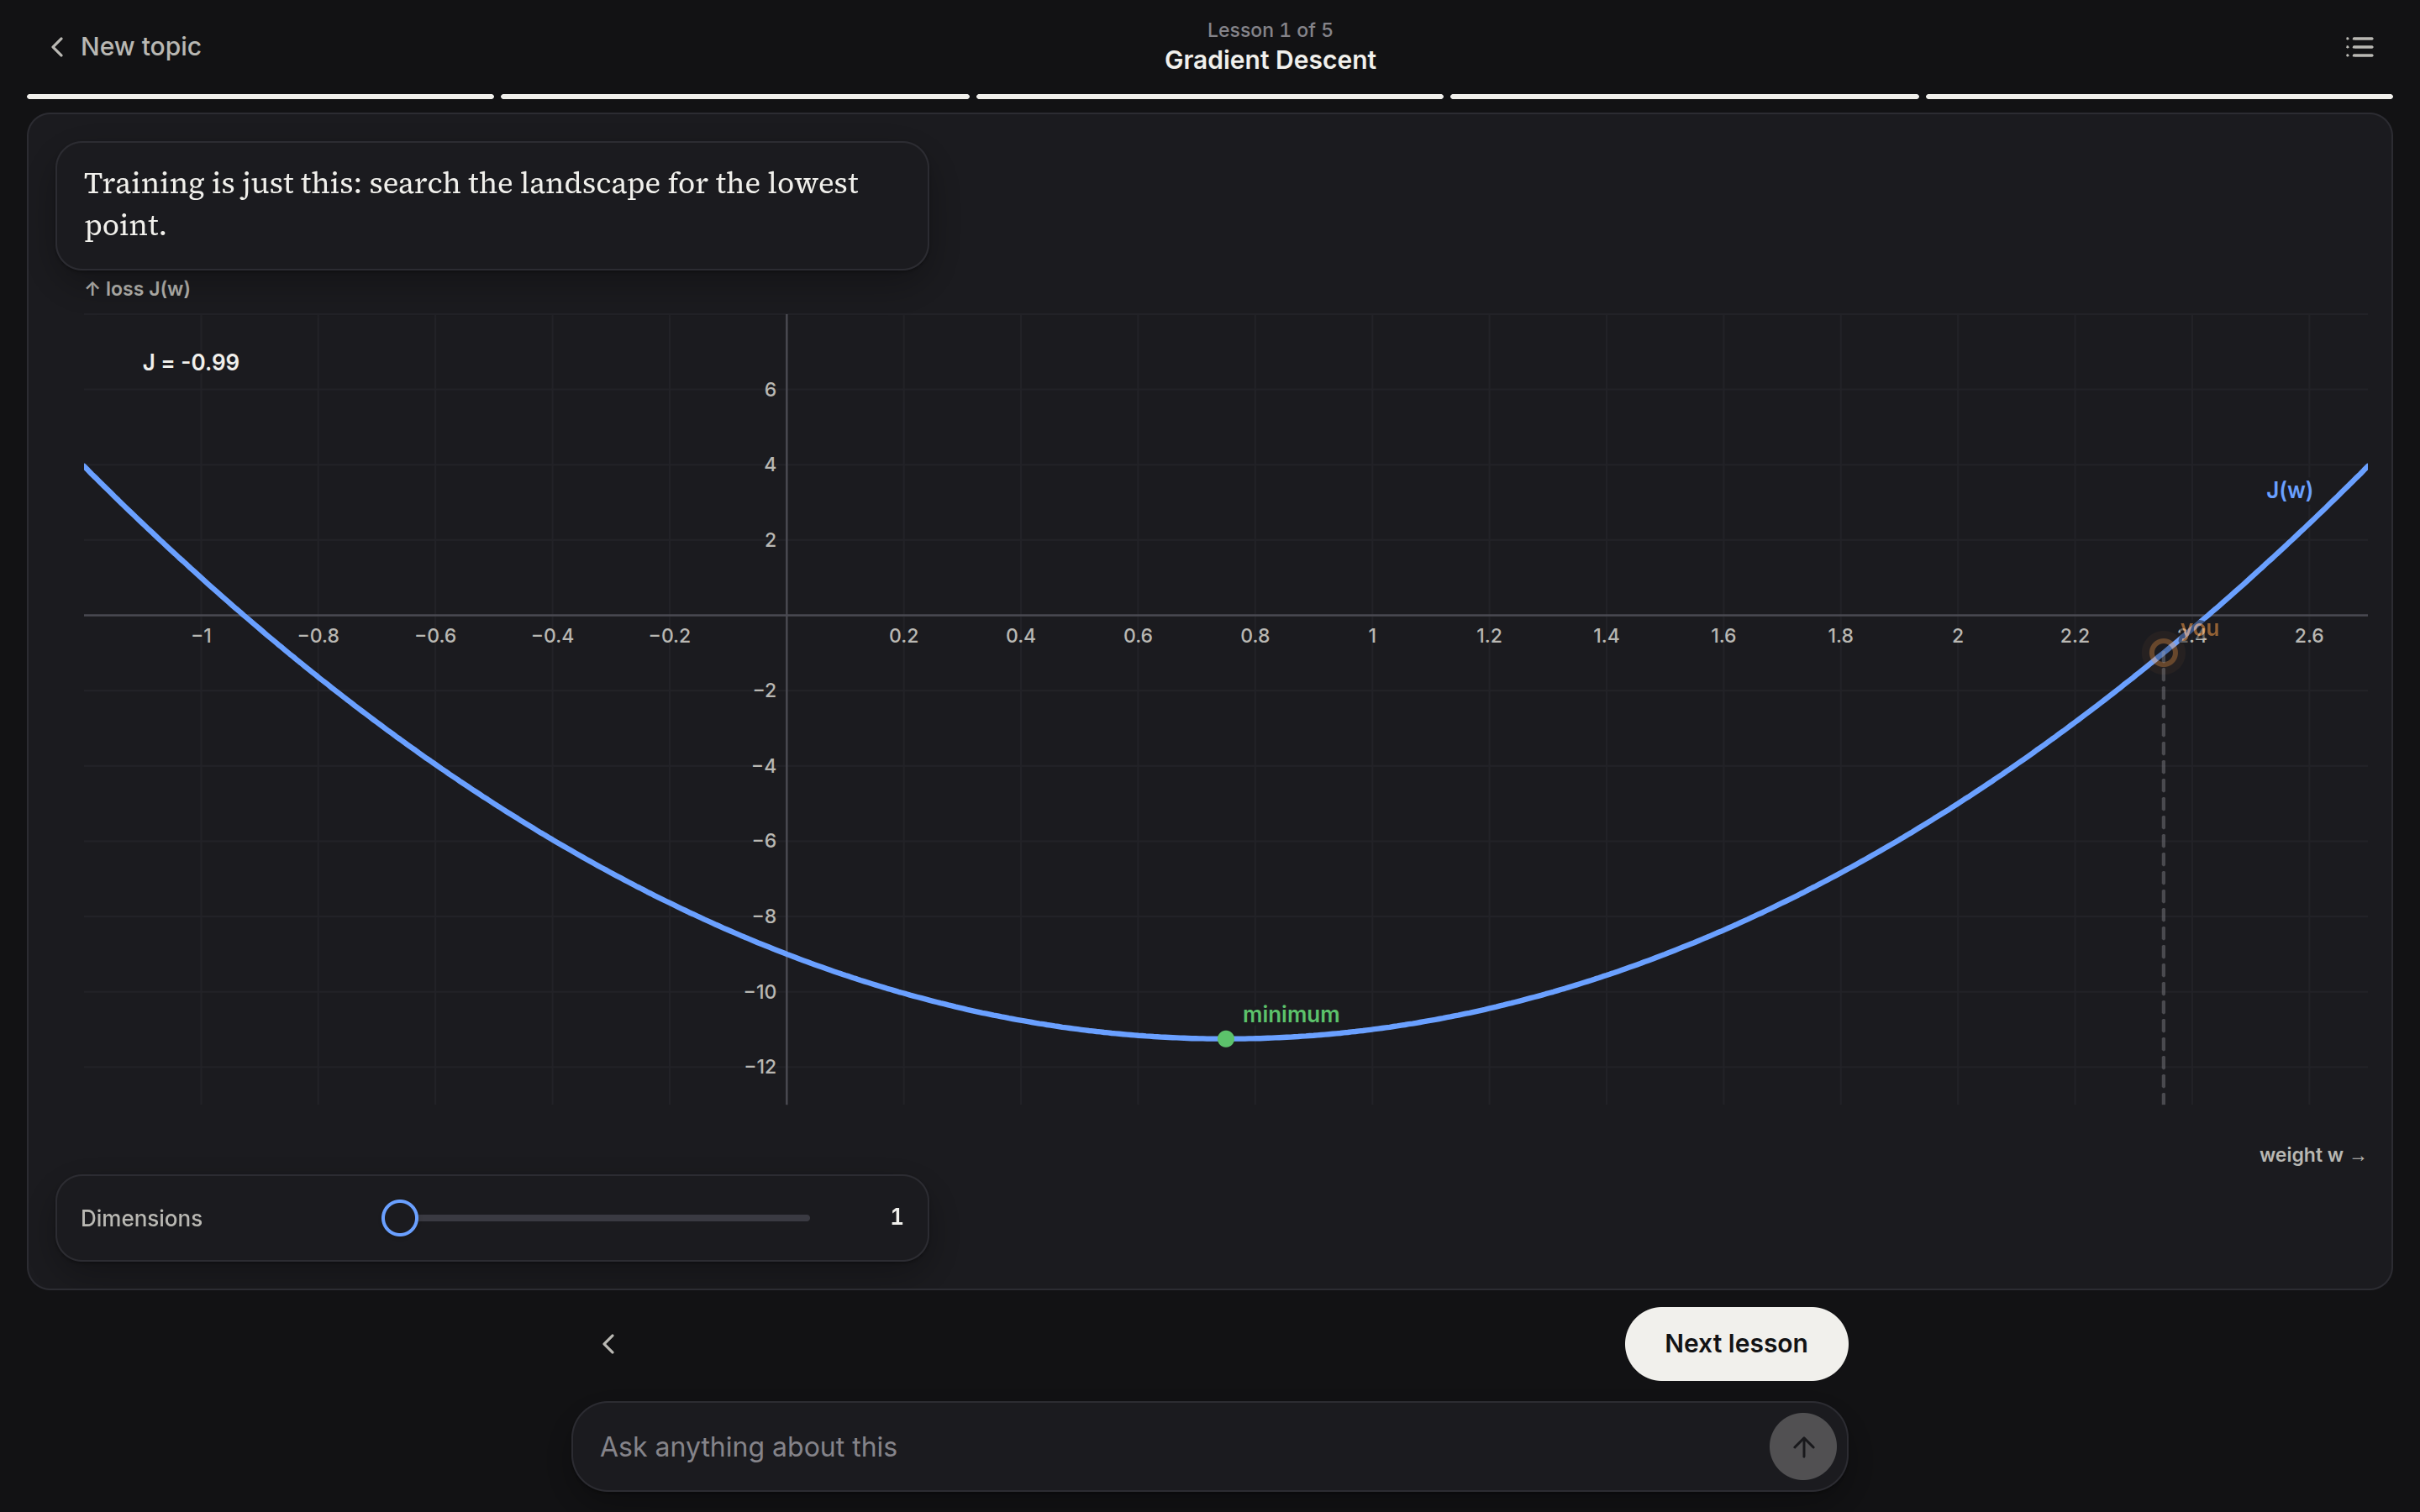 New topic
Lesson 1 of 5
Gradient Descent
Training is just this: search the landscape for the lowest
point.
↑ loss J(w)
J = -0.99
6
4
2
J(w)
−1 −0.8 −0.6 −0.4 −0.2 0.2 0.4 0.6 0.8 1 1.2 1.4 1.6 1.8 2 2.2 2.4 2.6
you
−2
−4
−6
−8
−10
minimum
−12
weight w →
Dimensions 1
Next lesson
Ask anything about this